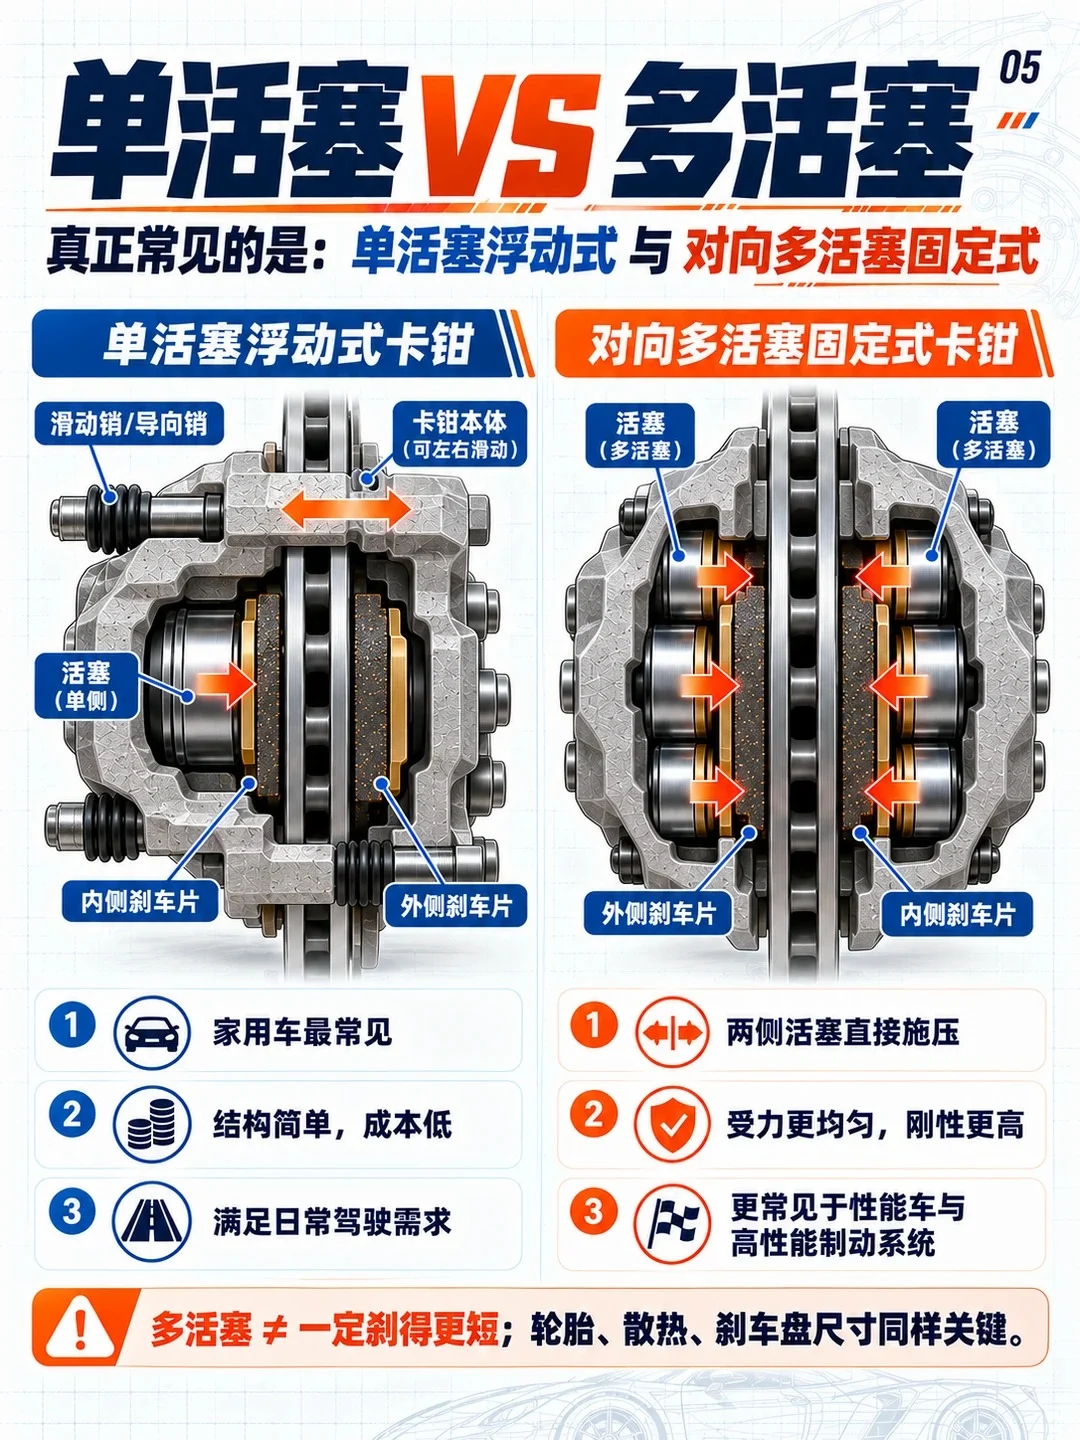 05
单活塞VS多活塞
真正常见的是：单活塞浮动式 与 对向多活塞固定式
单活塞浮动式卡钳
滑动销/导向销
卡钳本体
（可左右滑动）
活塞
（单侧）
内侧刹车片
外侧刹车片
对向多活塞固定式卡钳
活塞
（多活塞）
活塞
（多活塞）
外侧刹车片
内侧刹车片
1 家用车最常见
2 结构简单，成本低
3 满足日常驾驶需求
1 两侧活塞直接施压
2 受力更均匀，刚性更高
3 更常见于性能车与
高性能制动系统
多活塞 ≠ 一定刹得更短；轮胎、散热、刹车盘尺寸同样关键。